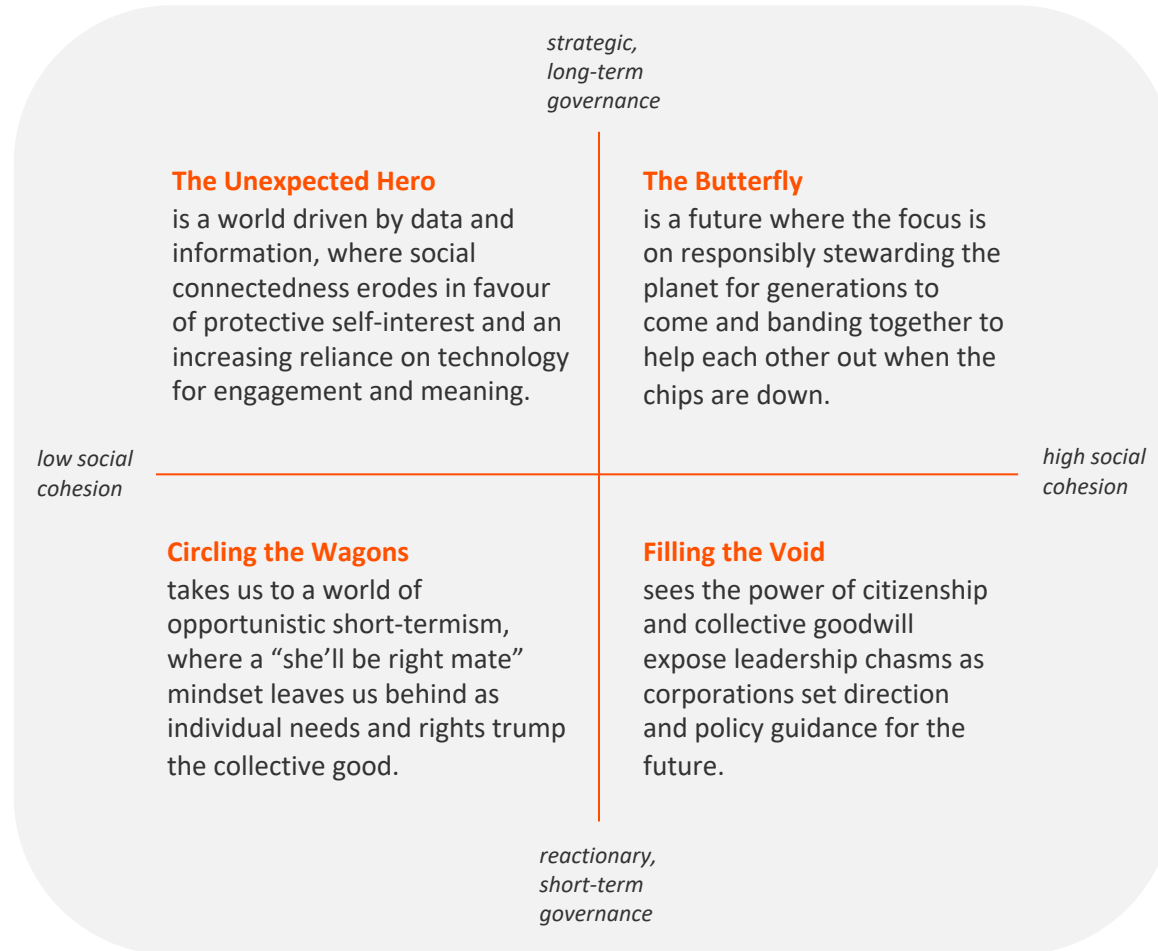 strategic,
long-term
governance
The Unexpected Hero
is a world driven by data and
information, where social
connectedness erodes in favour
of protective self-interest and an
increasing reliance on technology
for engagement and meaning.
The Butterfly
is a future where the focus is
on responsibly stewarding the
planet for generations to
come and banding together to
help each other out when the
chips are down.
low social
cohesion
high social
cohesion
Circling the Wagons
takes us to a world of
opportunistic short-termism,
where a “she’ll be right mate”
mindset leaves us behind as
individual needs and rights trump
the collective good.
Filling the Void
sees the power of citizenship
and collective goodwill
expose leadership chasms as
corporations set direction
and policy guidance for the
future.
reactionary,
short-term
governance